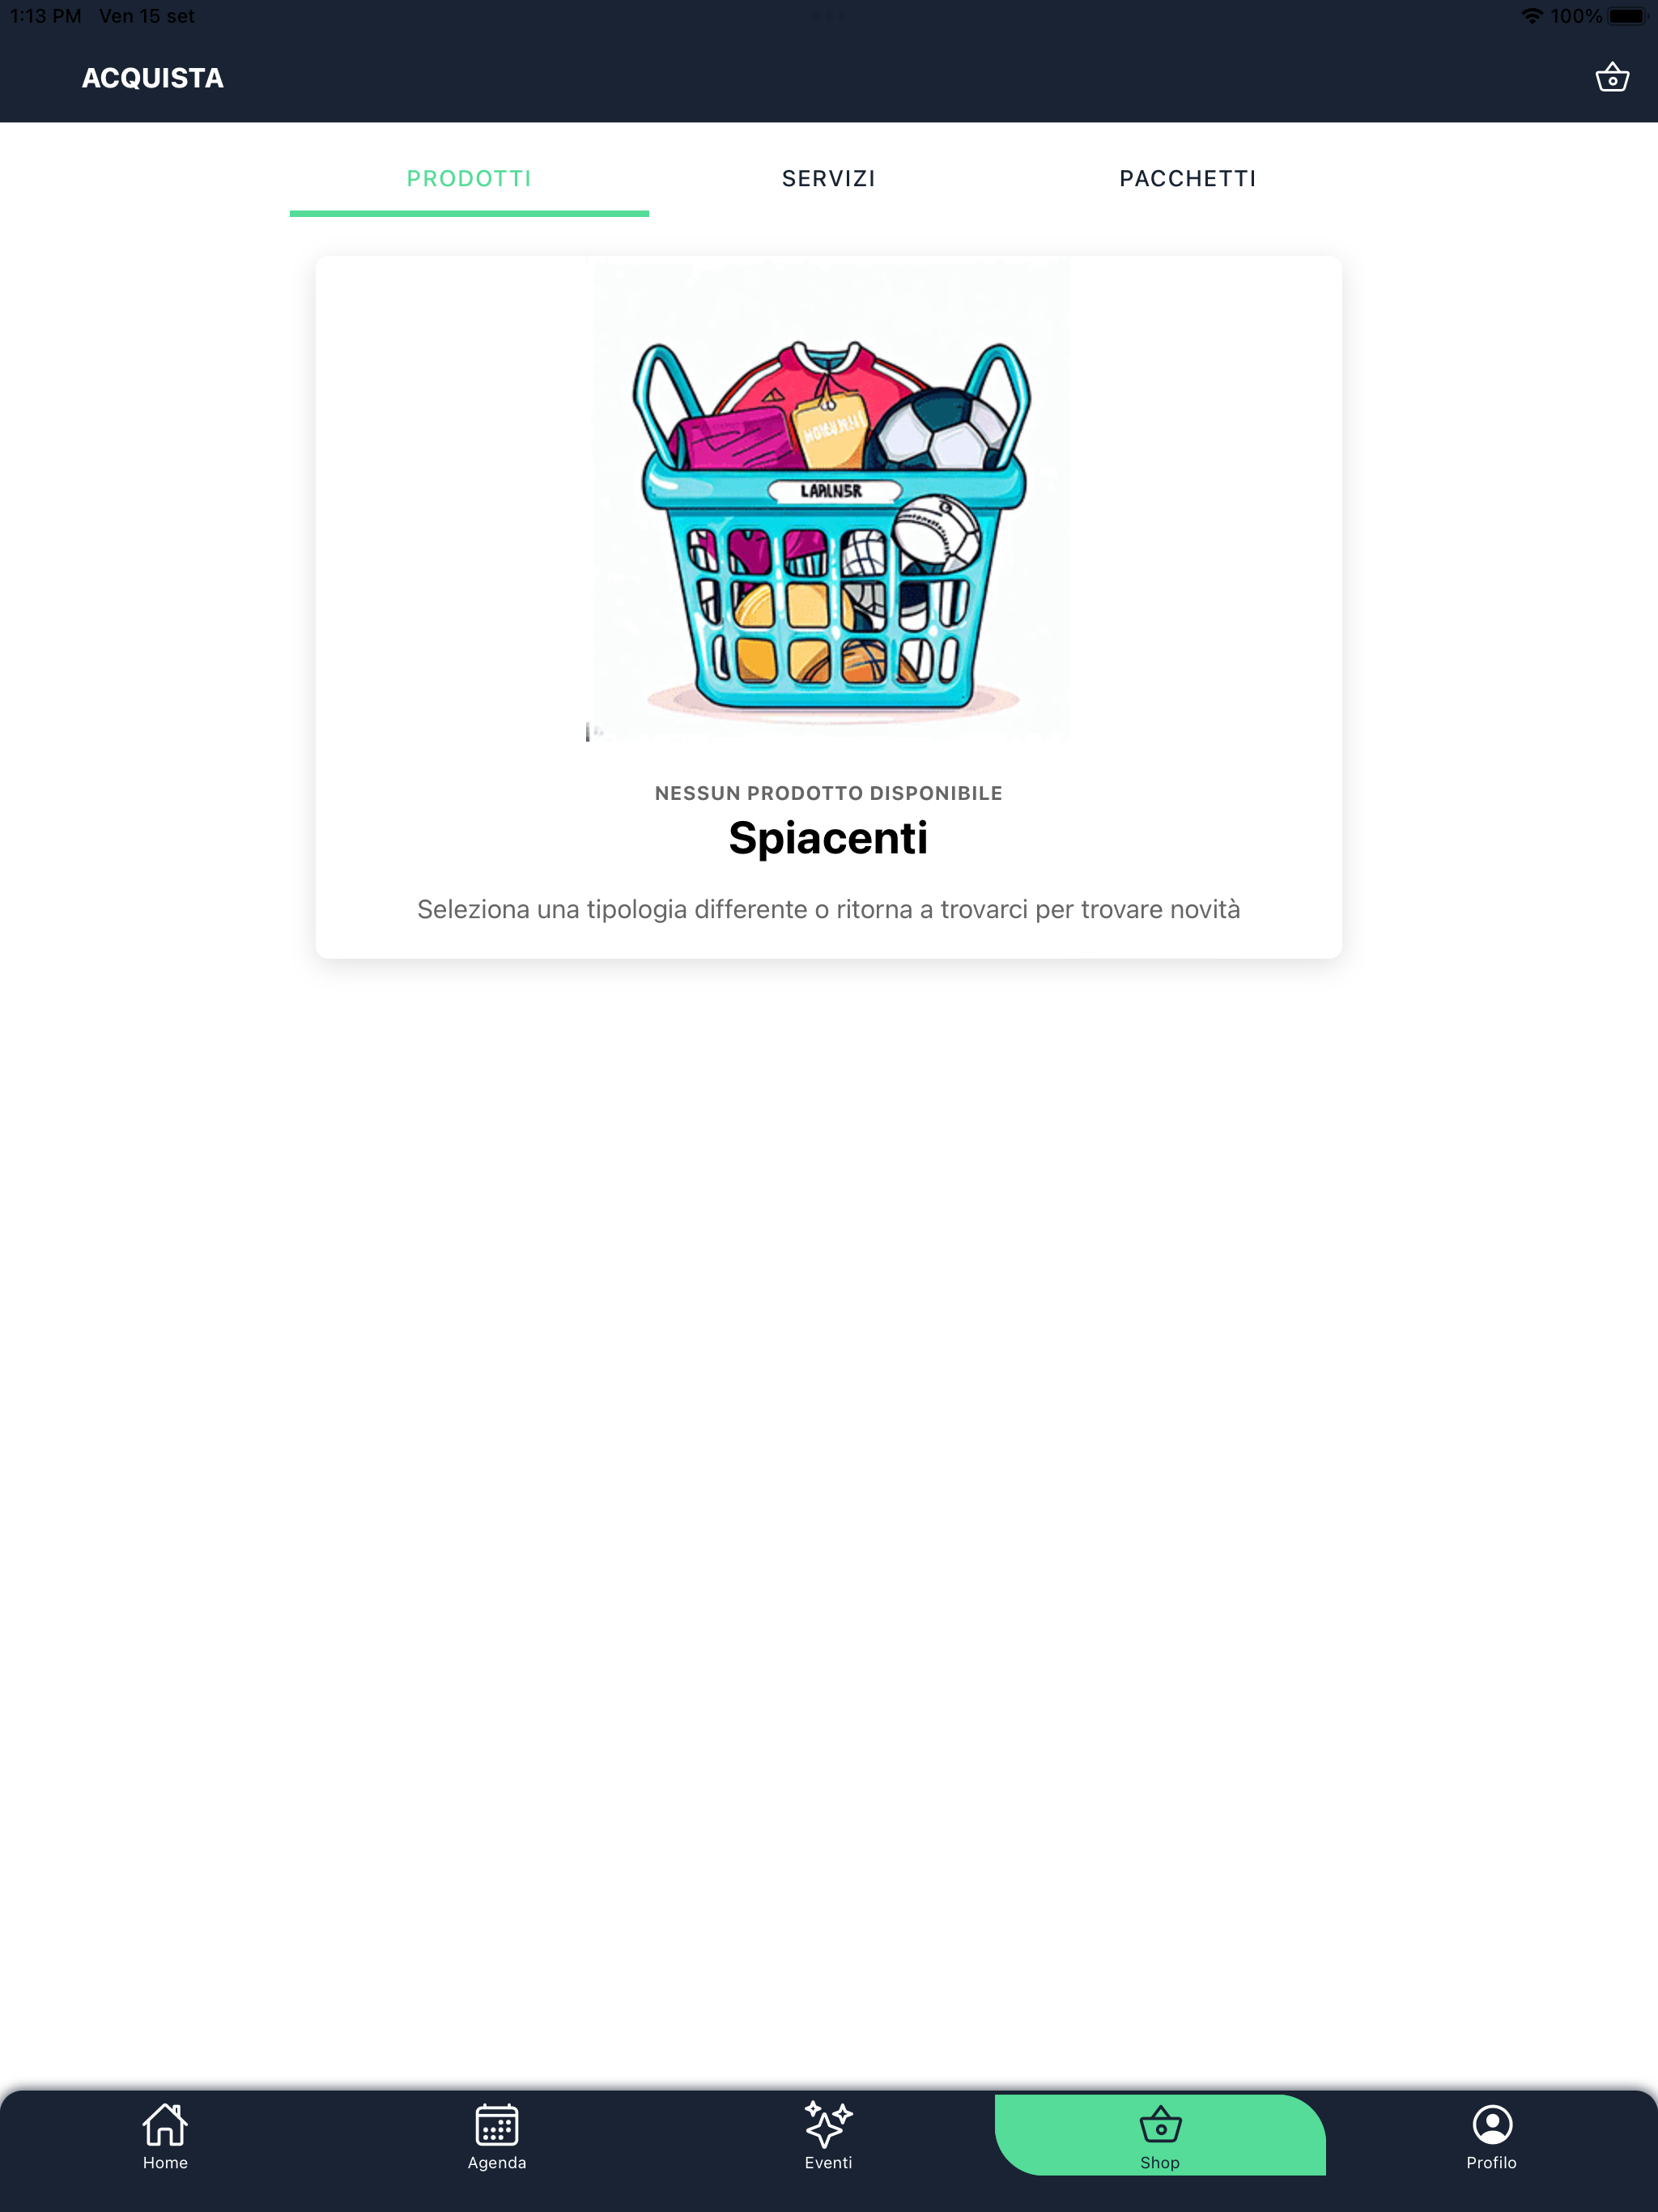 1:13 PM Ven 15 set 100%
ACQUISTA
PRODOTTI SERVIZI PACCHETTI
LAPLN5R
NESSUN PRODOTTO DISPONIBILE
Spiacenti
Seleziona una tipologia differente o ritorna a trovarci per trovare novità
Home Agenda Eventi Shop Profilo